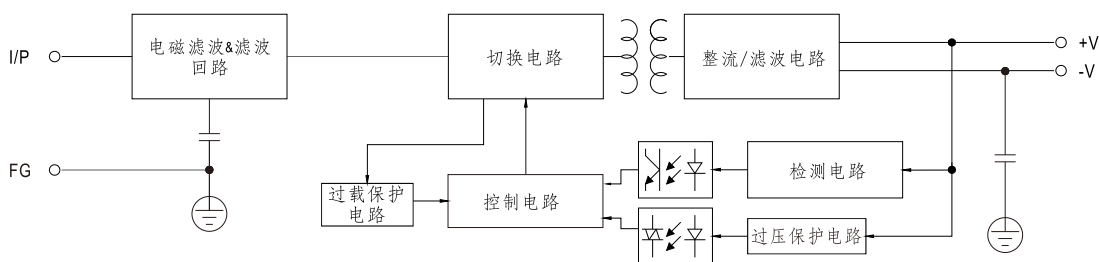 电磁滤波&滤波
回路
切换电路
整流/滤波电路
+V
-V
I/P
FG
过载保护
电路
控制电路
检测电路
过压保护电路